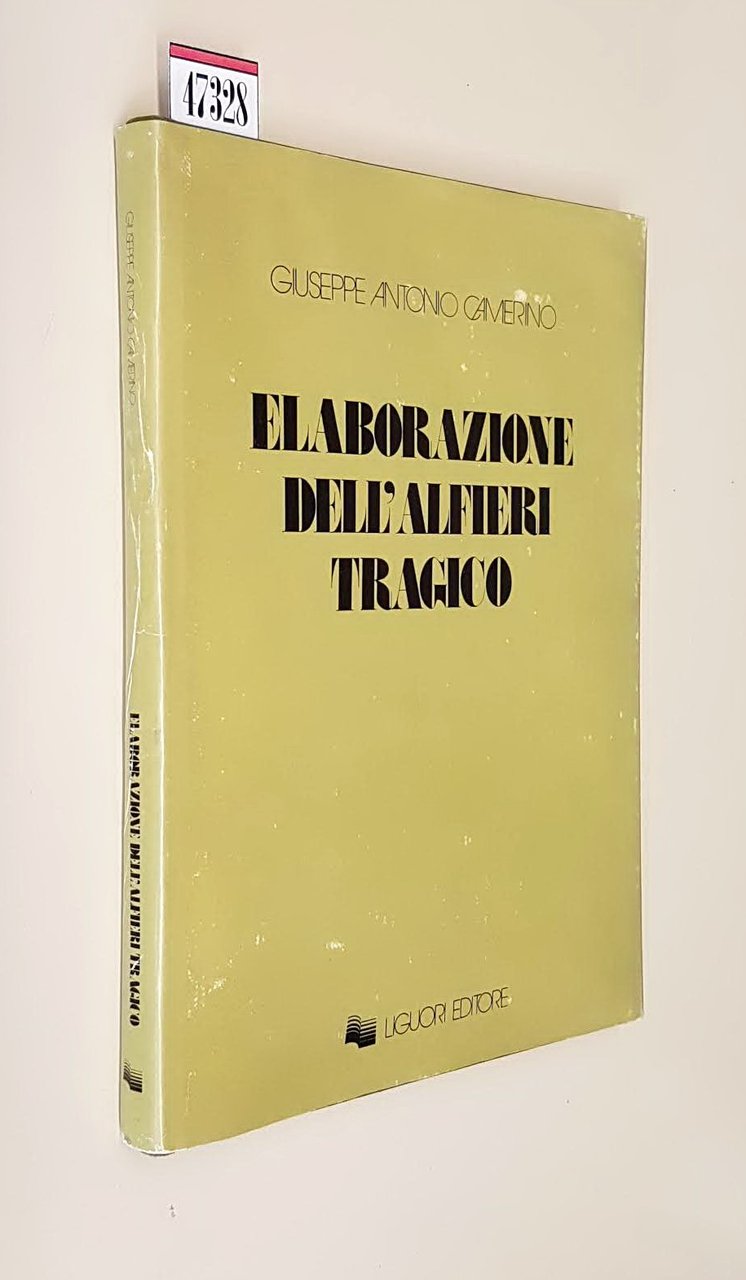 47328
GIUSEPPE ANTONIO CAMERINO
ELABORAZIONE
DELL'ALFIERI
TRAGICO
LIGUORI EDITORE
GIUSEPPE ANTONIO CAMERINO
ELABORAZIONE DELL'ALFIERI TRAGICO